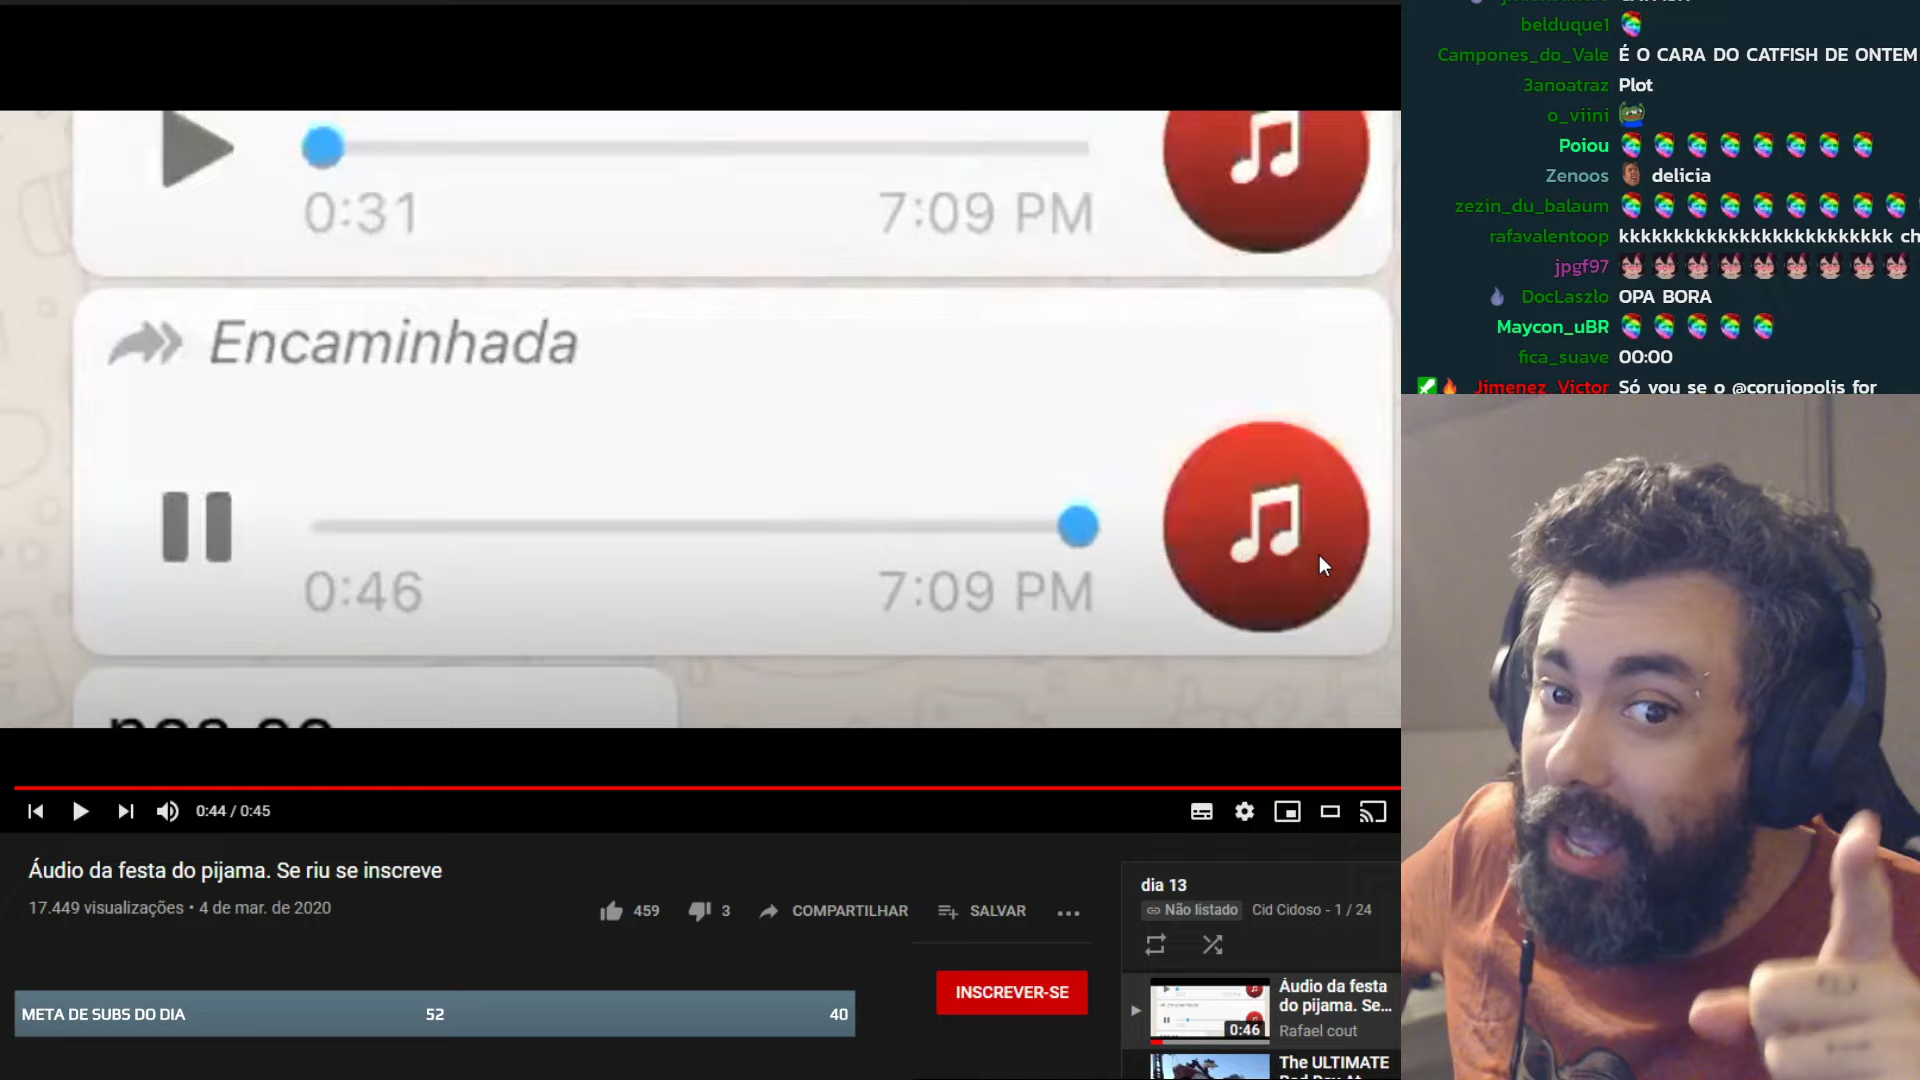 0:31 7:09 PM
Encaminhada
0:46 7:09 PM
0:44 / 0:45
Áudio da festa do pijama. Se riu se inscreve
17.449 visualizações • 4 de mar. de 2020
459 3 COMPARTILHAR SALVAR
INSCREVER-SE
META DE SUBS DO DIA 52 40
dia 13
Não listado Cid Cidoso - 1 / 24
Áudio da festa
do pijama. Se...
Rafael cout
0:46
The ULTIMATE
belduque1
Campones_do_Vale É O CARA DO CATFISH DE ONTEM
3anoatraz Plot
o_viini
Poiou
Zenoos delicia
zezin_du_balaum
rafavalentoop kkkkkkkkkkkkkkkkkkkkkkkkk ch
jpgf97
DocLaszlo OPA BORA
Maycon_uBR
fica_suave 00:00
Jimenez_Victor Só vou se o @corujopolis for